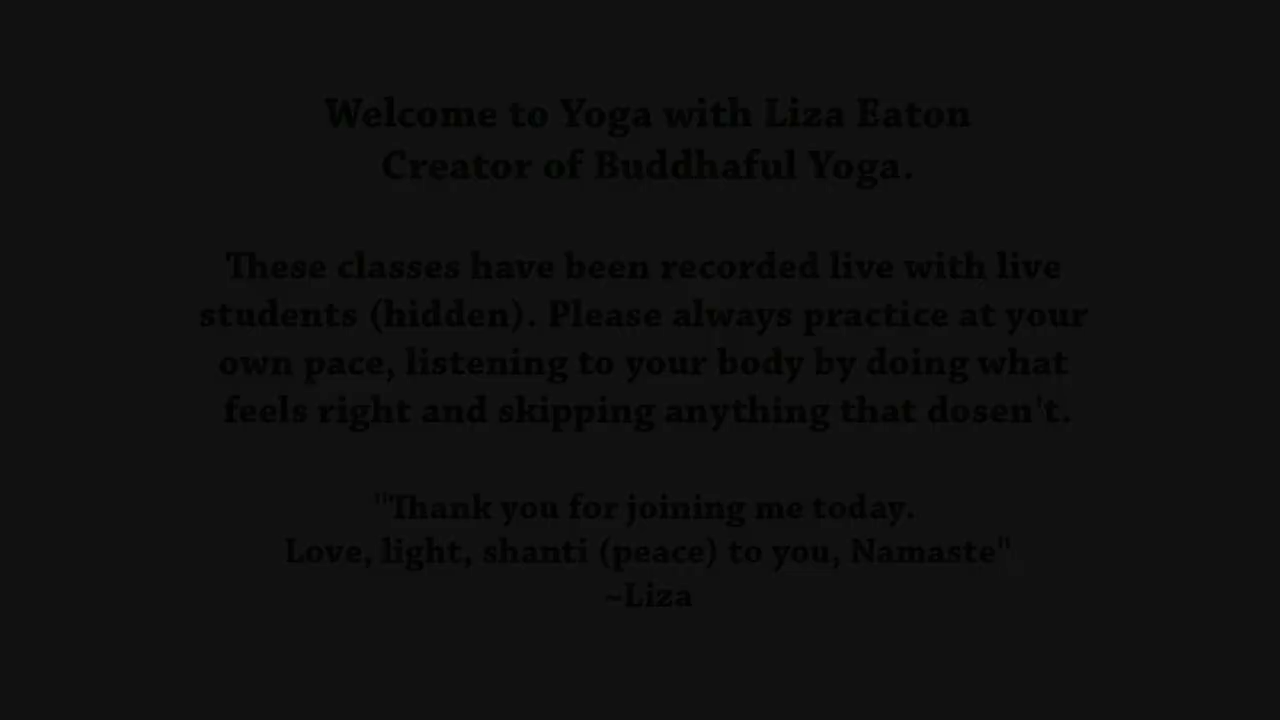 Welcome to Yoga with Liza Eaton
Creator of Buddhaful Yoga.
These classes have been recorded live with live
students (hidden). Please always practice at your
own pace, listening to your body by doing what
feels right and skipping anything that dosen't.
"Thank you for joining me today.
Love, light, shanti (peace) to you, Namaste"
~Liza